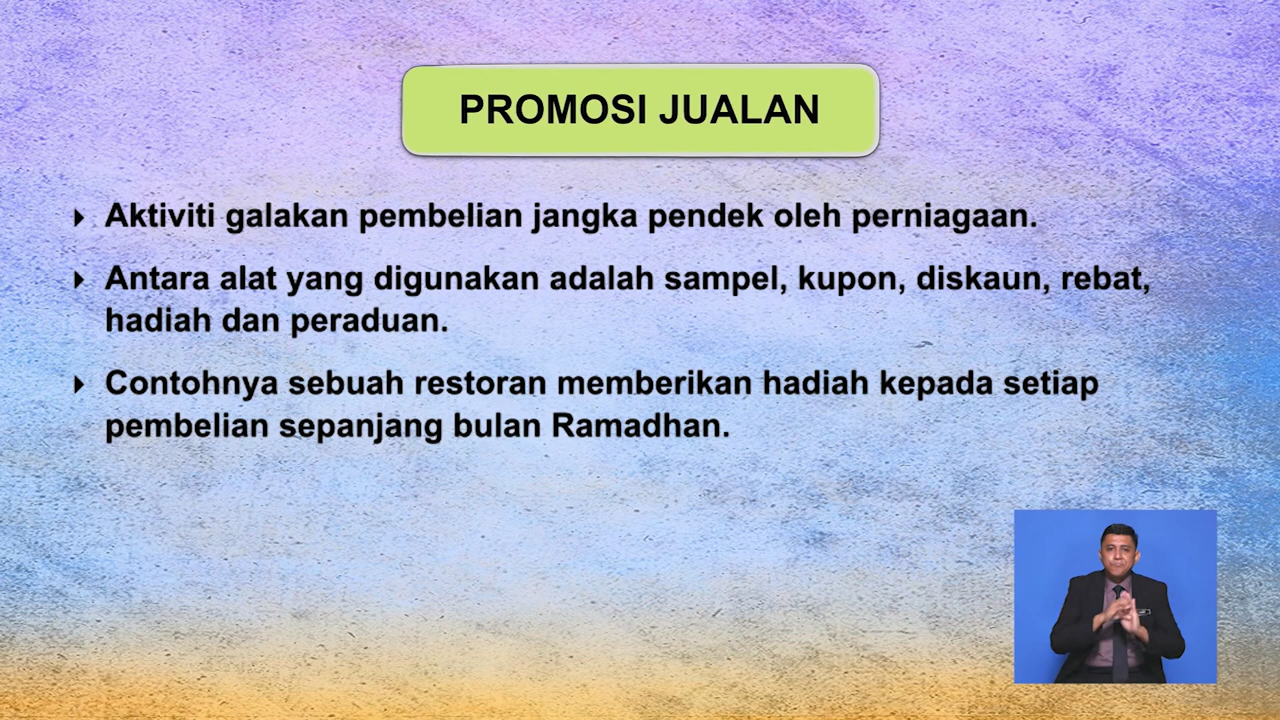 PROMOSI JUALAN
Aktiviti galakan pembelian jangka pendek oleh perniagaan.
Antara alat yang digunakan adalah sampel, kupon, diskaun, rebat,
hadiah dan peraduan.
Contohnya sebuah restoran memberikan hadiah kepada setiap
pembelian sepanjang bulan Ramadhan.